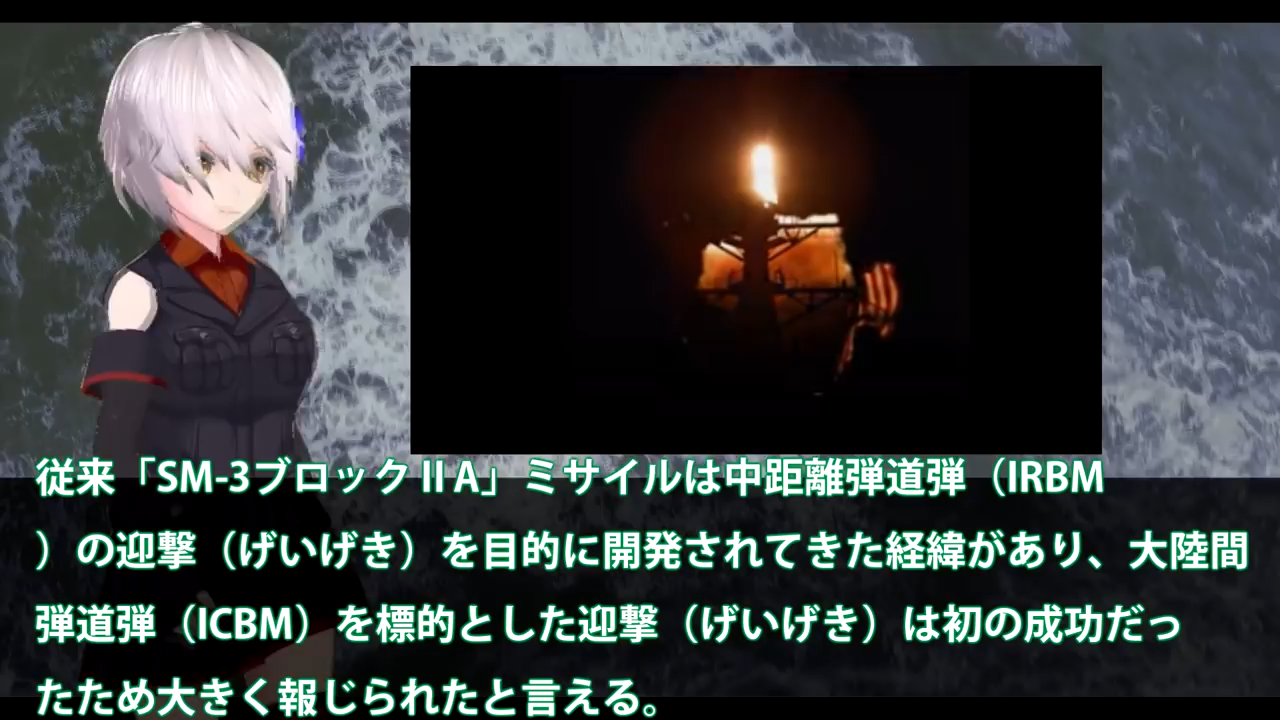 従来「SM-3ブロックⅡA」ミサイルは中距離弾道弾（IRBM
）の迎撃（げいげき）を目的に開発されてきた経緯があり、大陸間
弾道弾（ICBM）を標的とした迎撃（げいげき）は初の成功だっ
たため大きく報じられたと言える。